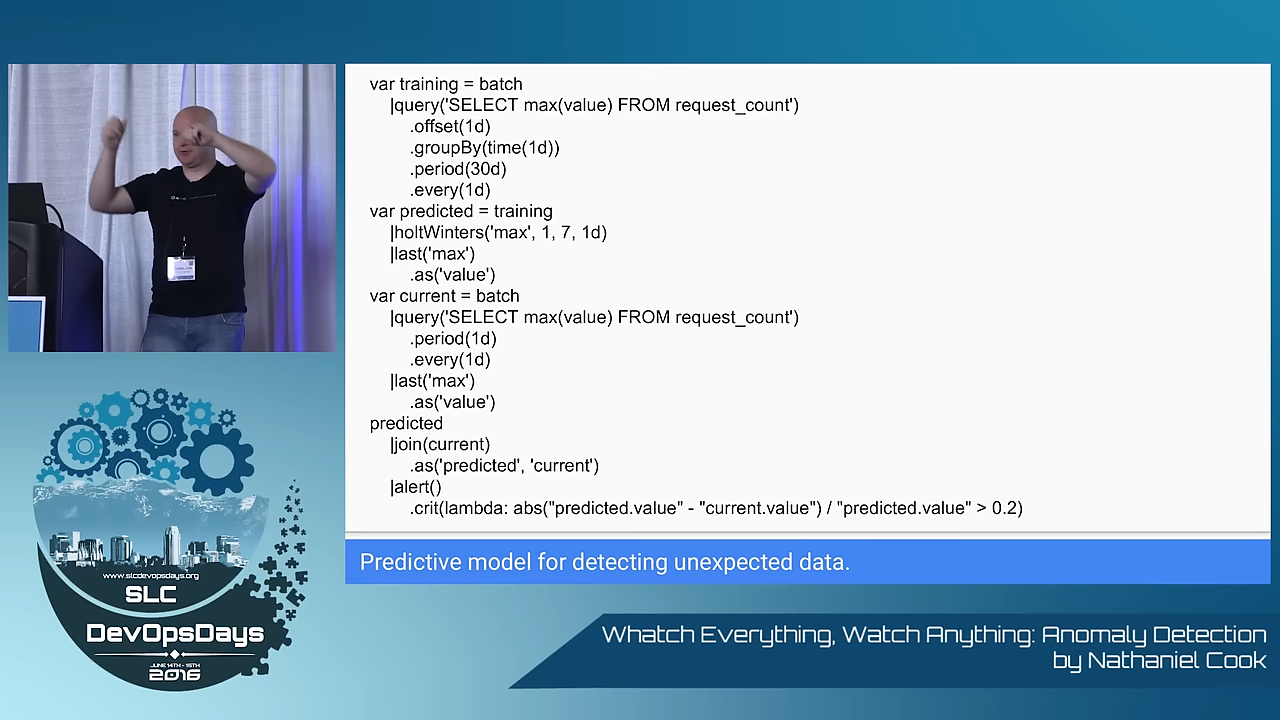 var training = batch
|query('SELECT max(value) FROM request_count')
.offset(1d)
.groupBy(time(1d))
.period(30d)
.every(1d)
var predicted = training
|holtWinters('max', 1, 7, 1d)
|last('max')
.as('value')
var current = batch
|query('SELECT max(value) FROM request_count')
.period(1d)
.every(1d)
|last('max')
.as('value')
predicted
|join(current)
.as('predicted', 'current')
|alert()
.crit(lambda: abs("predicted.value" - "current.value") / "predicted.value" > 0.2)
Predictive model for detecting unexpected data.
www.slcdevopsdays.org
SLC
DevOpsDays
JUNE 14TH - 15TH
2016
Whatch Everything, Watch Anything: Anomaly Detection
by Nathaniel Cook